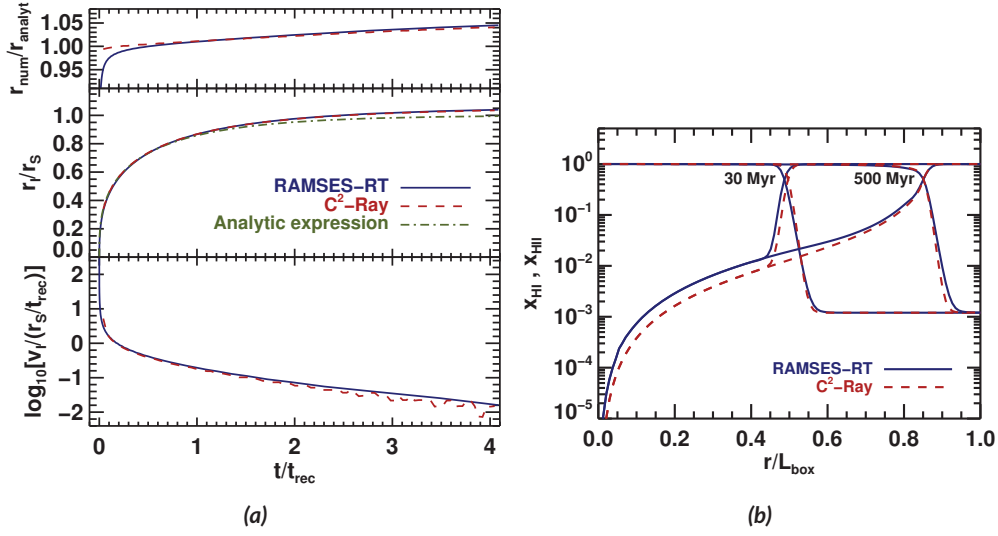 r_num/r_analyt
1.05
1.00
0.95
r_I/r_S
1.0
0.8
0.6
0.4
0.2
0.0
RAMSES-RT
C²-Ray
Analytic expression
log₁₀[v_I/(r_S/t_rec)]
2
1
0
-1
-2
0 1 2 3 4
t/t_rec
(a)
x_HI , x_HII
10⁰
10⁻¹
10⁻²
10⁻³
10⁻⁴
10⁻⁵
30 Myr 500 Myr
RAMSES-RT
C²-Ray
0.0 0.2 0.4 0.6 0.8 1.0
r/L_box
(b)